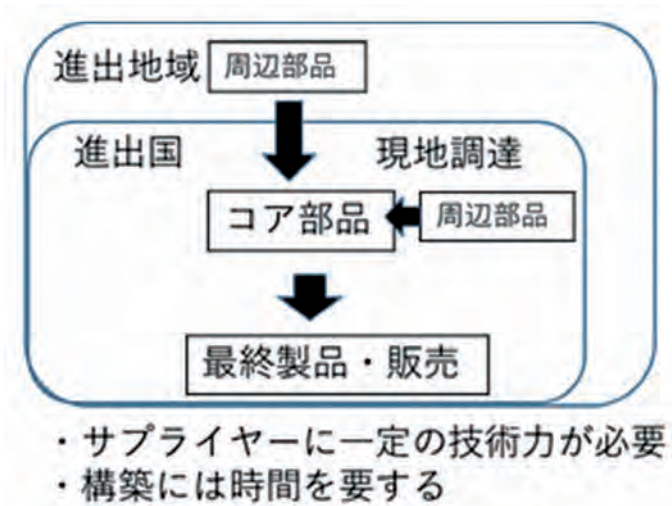 進出地域
周辺部品
進出国
現地調達
コア部品
周辺部品
最終製品・販売
・サプライヤーに一定の技術力が必要
・構築には時間を要する